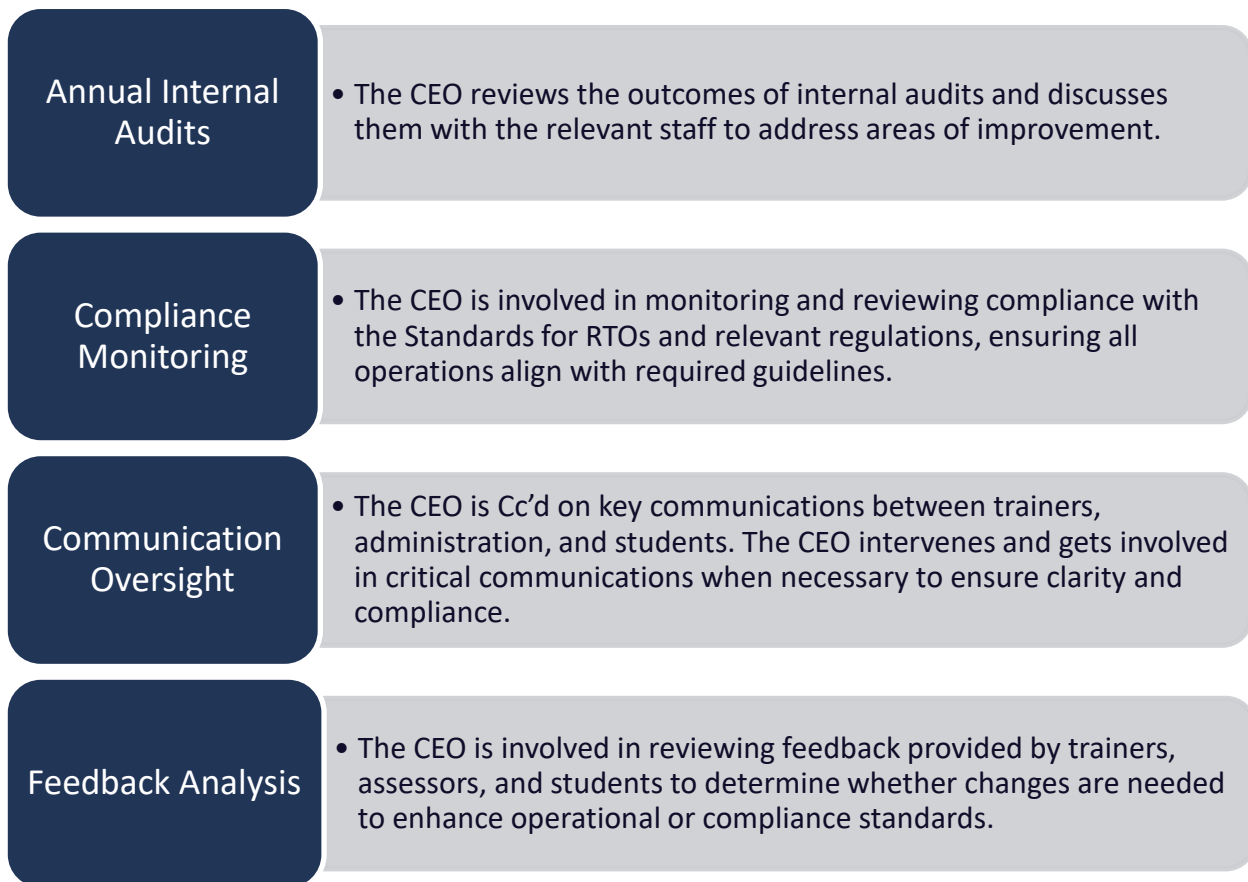 Annual Internal
Audits
• The CEO reviews the outcomes of internal audits and discusses
them with the relevant staff to address areas of improvement.
Compliance
Monitoring
• The CEO is involved in monitoring and reviewing compliance with
the Standards for RTOs and relevant regulations, ensuring all
operations align with required guidelines.
Communication
Oversight
• The CEO is Cc’d on key communications between trainers,
administration, and students. The CEO intervenes and gets involved
in critical communications when necessary to ensure clarity and
compliance.
Feedback Analysis
• The CEO is involved in reviewing feedback provided by trainers,
assessors, and students to determine whether changes are needed
to enhance operational or compliance standards.